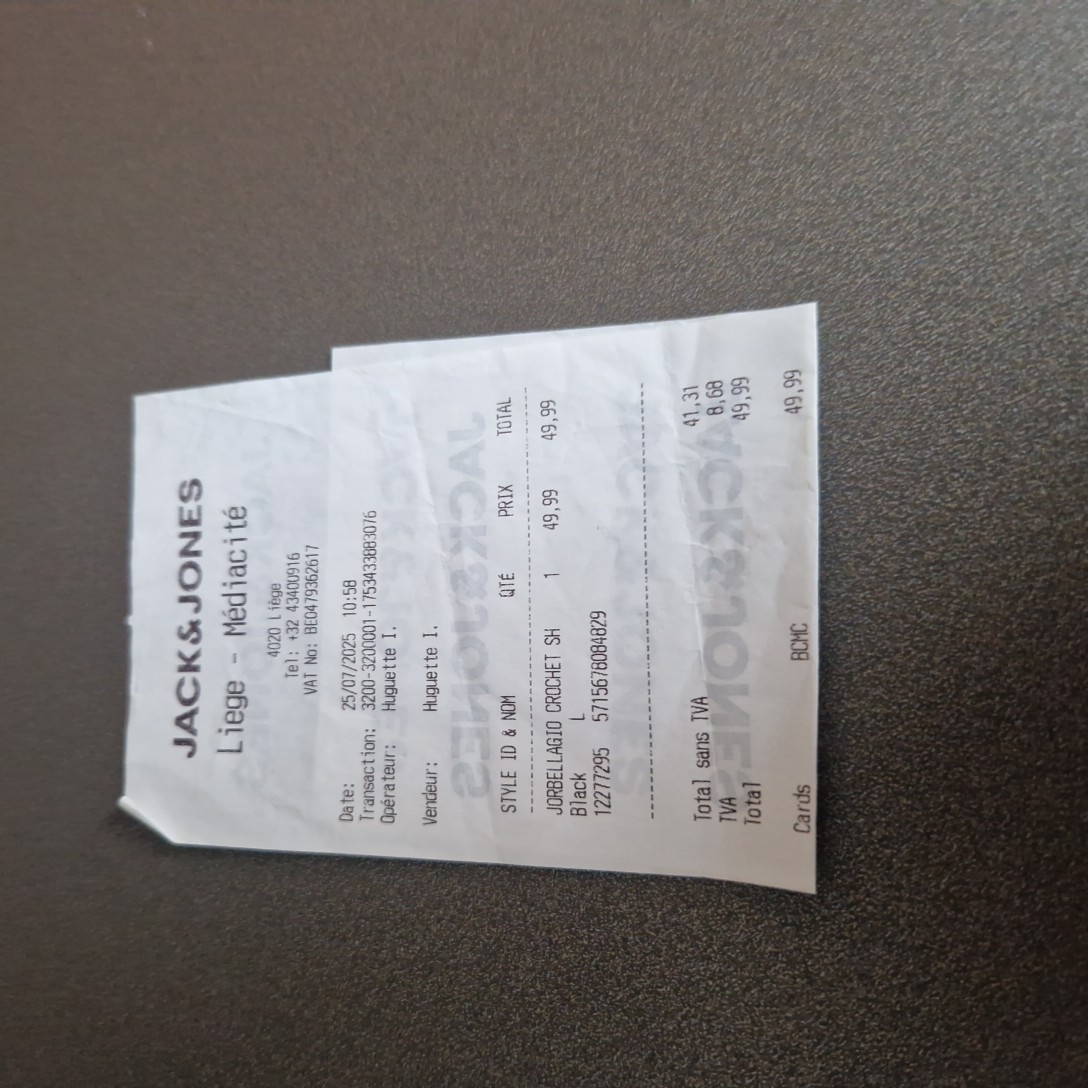 JACK&JONES
Liege - Médiacité
4020 Liège
Tel: +32 43400916
VAT No: BE0479362617
Date: 25/07/2025 10:58
Transaction: 3200-3200001-1753433883076
Opérateur: Huguette I.
Vendeur: Huguette I.
STYLE ID & NOM QTÉ PRIX TOTAL
JORBELLAGIO CROCHET SH 1 49,99 49,99
Black L
12277295 5715678084829
Total sans TVA 41,31
TVA 8,68
Total 49,99
Cards BCMC 49,99